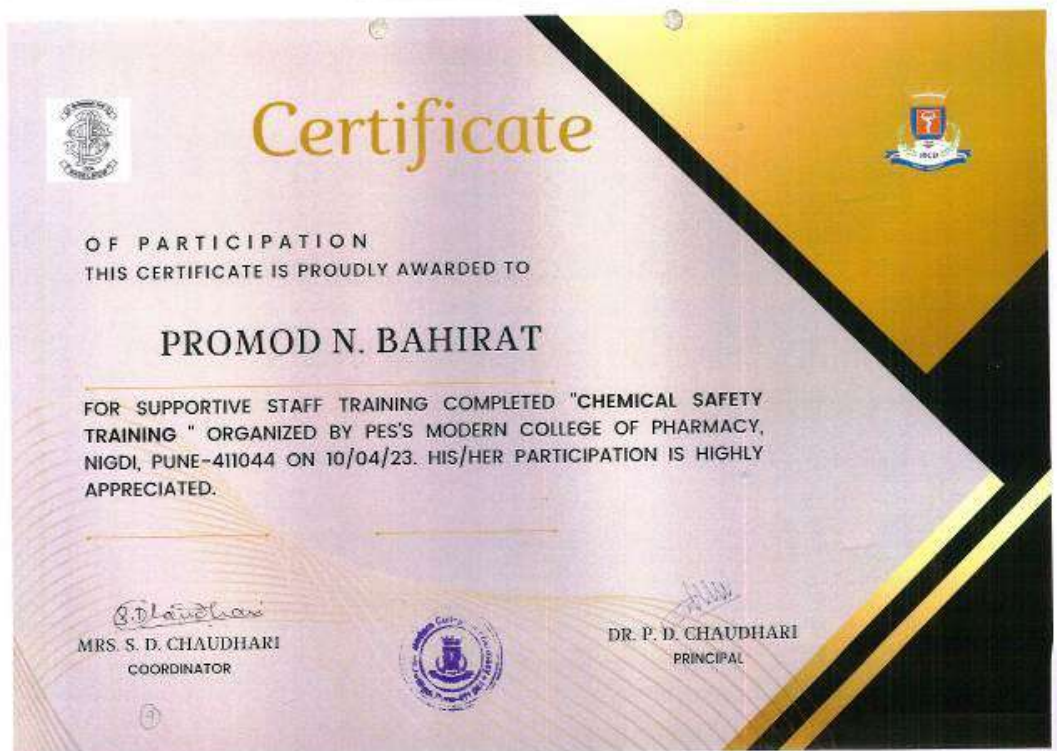 Certificate
OF PARTICIPATION
THIS CERTIFICATE IS PROUDLY AWARDED TO
PROMOD N. BAHIRAT
FOR SUPPORTIVE STAFF TRAINING COMPLETED "CHEMICAL SAFETY
TRAINING " ORGANIZED BY PES'S MODERN COLLEGE OF PHARMACY,
NIGDI, PUNE-411044 ON 10/04/23. HIS/HER PARTICIPATION IS HIGHLY
APPRECIATED.
S.D.Chaudhari
MRS. S. D. CHAUDHARI
COORDINATOR
DR. P. D. CHAUDHARI
PRINCIPAL
9